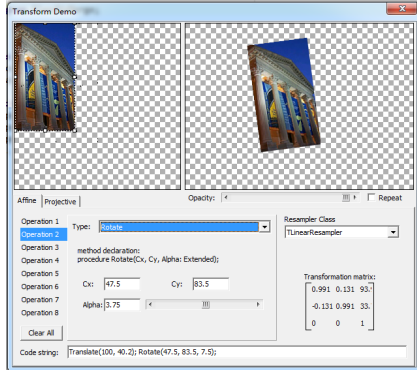 Transform Demo
Opacity:
Repeat
Affine
Projective
Operation 1
Operation 2
Operation 3
Operation 4
Operation 5
Operation 6
Operation 7
Operation 8
Clear All
Type: Rotate
method declaration:
procedure Rotate(Cx, Cy, Alpha: Extended);
Cx: 47.5 Cy: 83.5
Alpha: 3.75
Resampler Class
TLinearResampler
Transformation matrix:
0.991 0.131 93.
-0.131 0.991 33.
0 0 1
Code string: Translate(100, 40.2); Rotate(47.5, 83.5, 7.5);